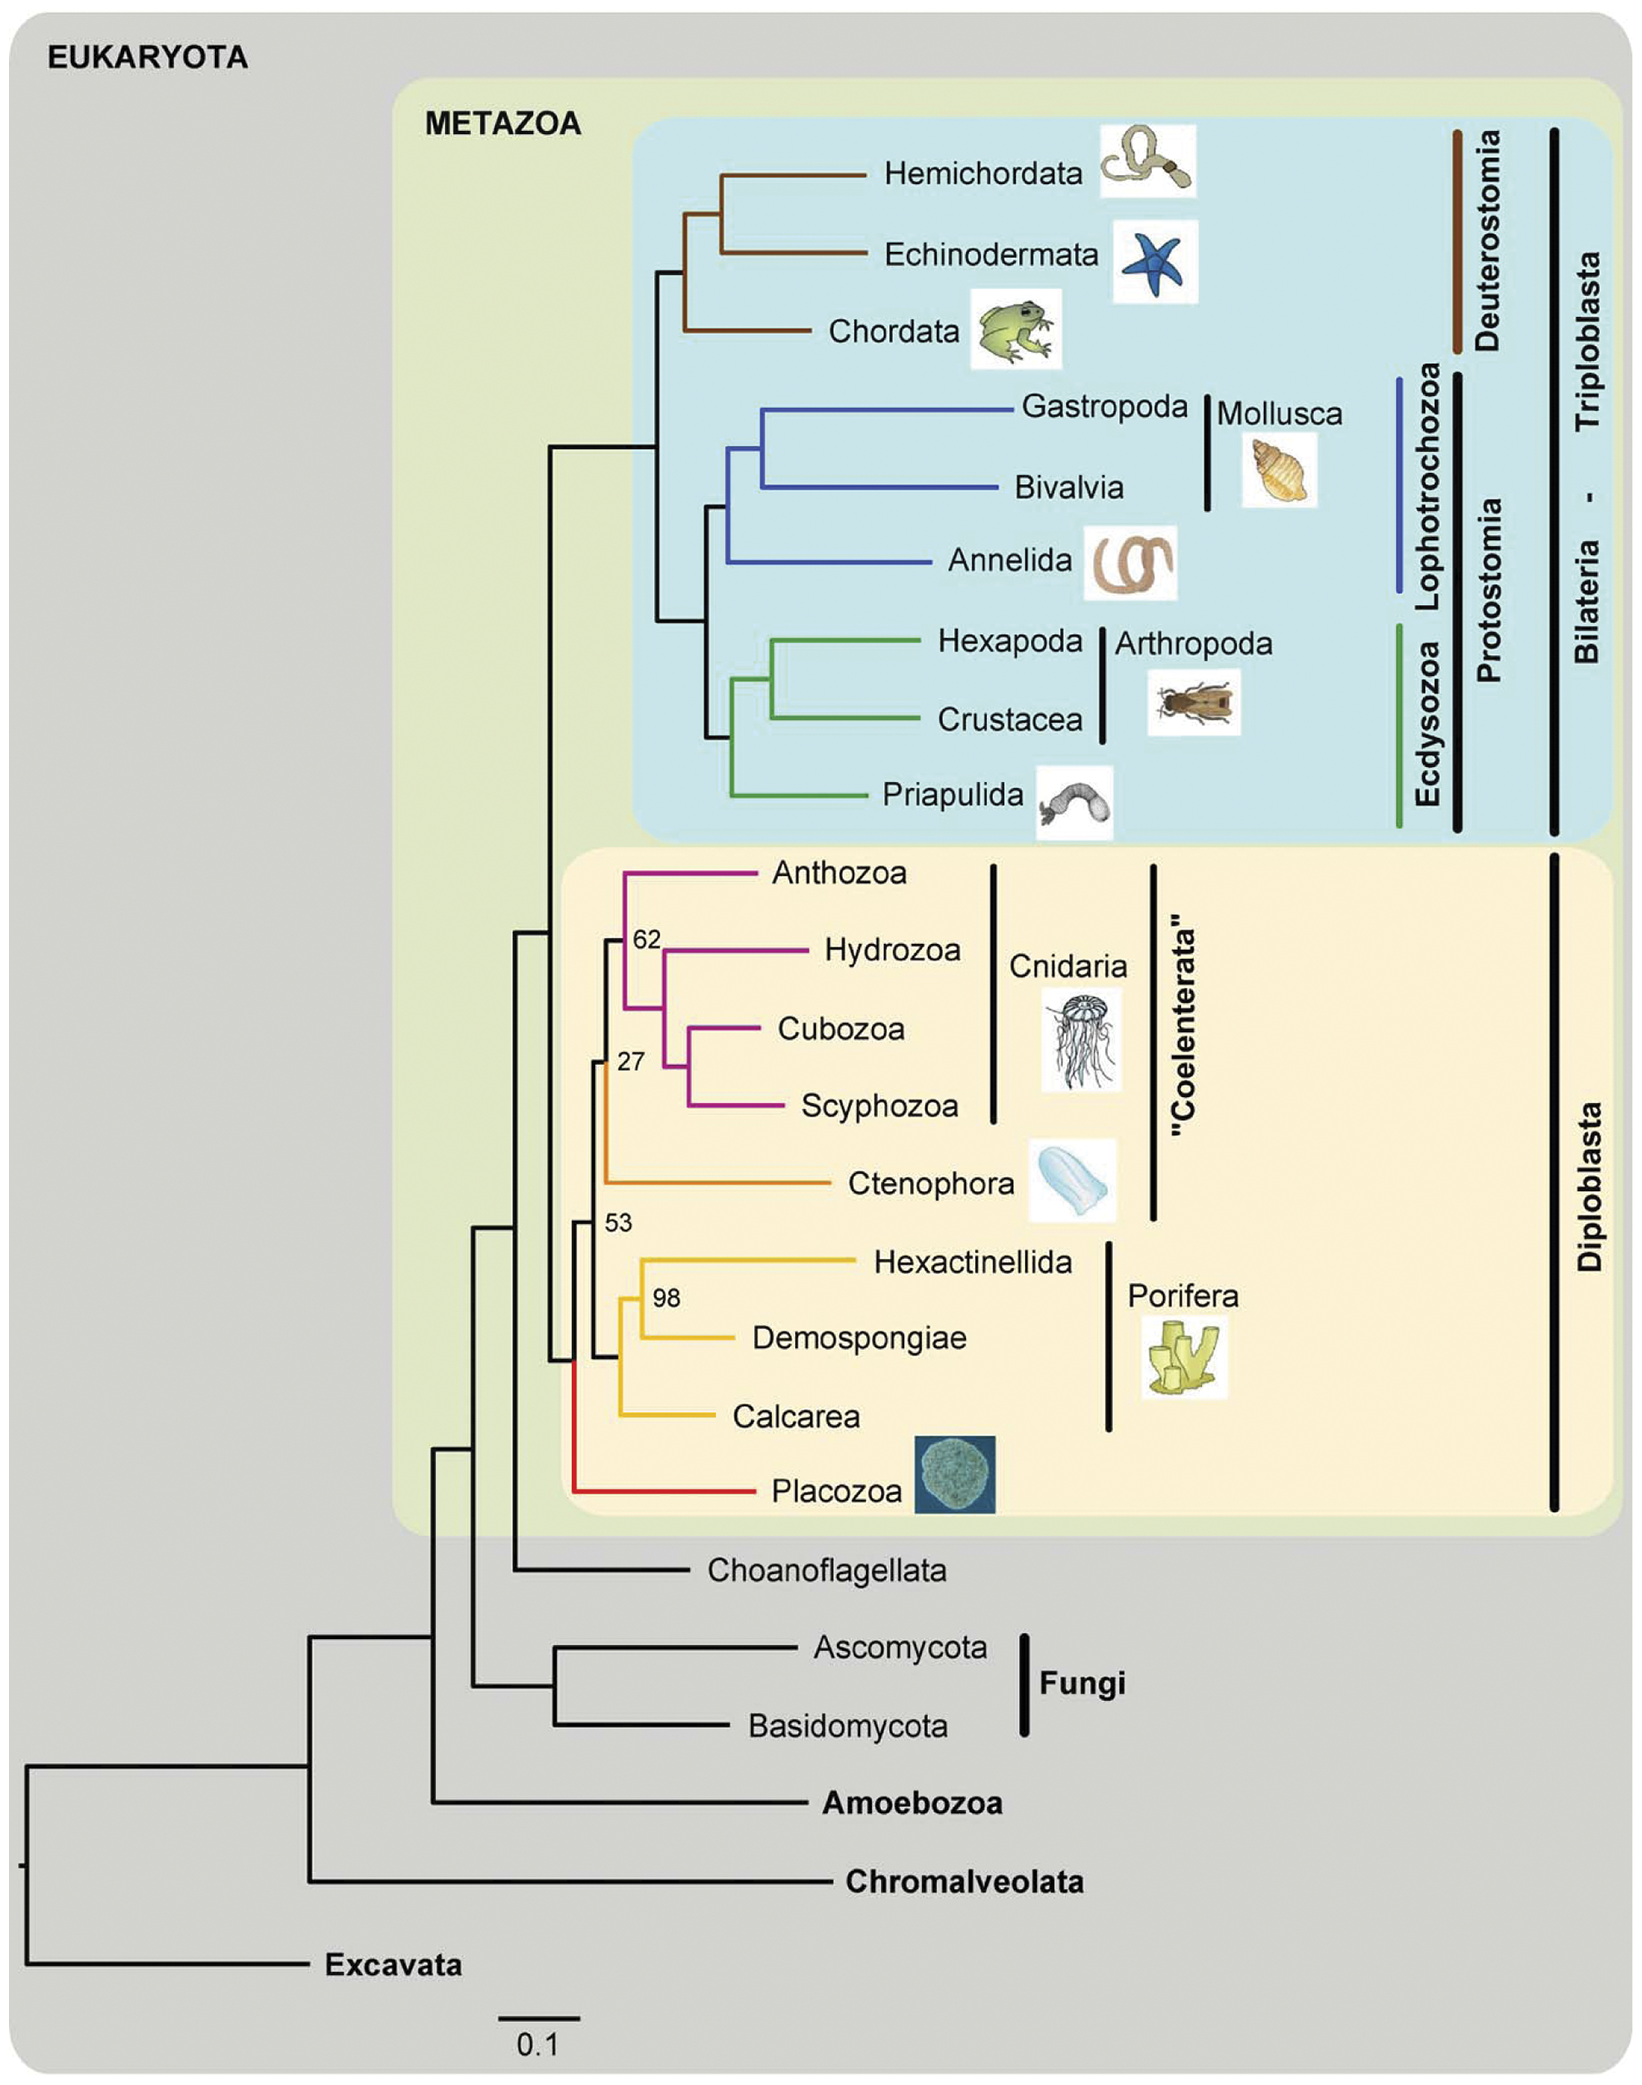 EUKARYOTA
METAZOA
Hemichordata
Echinodermata
Chordata
Deuterostomia
Gastropoda
Mollusca
Bivalvia
Annelida
Lophotrochozoa
Hexapoda
Arthropoda
Crustacea
Priapulida
Ecdysozoa
Protostomia
Bilateria - Triploblasta
Anthozoa
62
Hydrozoa
Cnidaria
Cubozoa
27
Scyphozoa
"Coelenterata"
Ctenophora
53
Hexactinellida
98
Porifera
Demospongiae
Calcarea
Placozoa
Diploblasta
Choanoflagellata
Ascomycota
Fungi
Basidomycota
Amoebozoa
Chromalveolata
Excavata
0.1